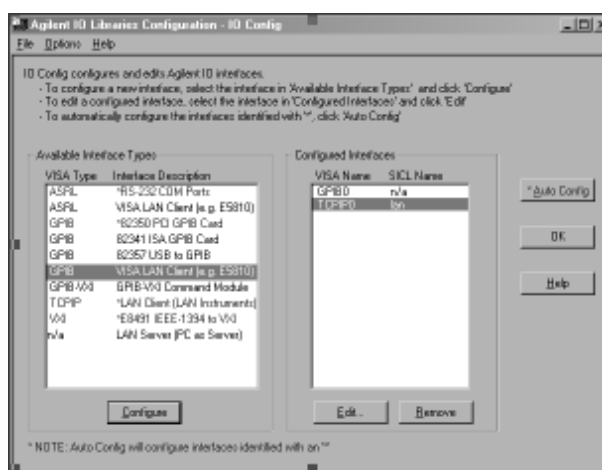 Agilent IO Libraries Configuration - IO Config
File Options Help
IO Config configures and edits Agilent IO interfaces.
- To configure a new interface, select the interface in 'Available Interface Types' and click 'Configure'
- To edit a configured interface, select the interface in 'Configured Interfaces' and click 'Edit'
- To automatically configure the interfaces identified with '*', click 'Auto Config'
Available Interface Types
VISA Type Interface Description
ASRL *RS-232 COM Ports
ASRL VISA LAN Client (e.g. E5810)
GPIB *82350 PCI GPIB Card
GPIB 82341 ISA GPIB Card
GPIB 82357 USB to GPIB
GPIB VISA LAN Client (e.g. E5810)
GPIB-VXI GPIB-VXI Command Module
TCPIP *LAN Client (LAN Instruments)
VXI *E8491 IEEE-1394 to VXI
n/a LAN Server (PC as Server)
Configure
Configured Interfaces
VISA Name SICL Name
GPIB0 n/a
TCPIP0 lan
Edit... Remove
*Auto Config
OK
Help
* NOTE: Auto Config will configure interfaces identified with an '*'